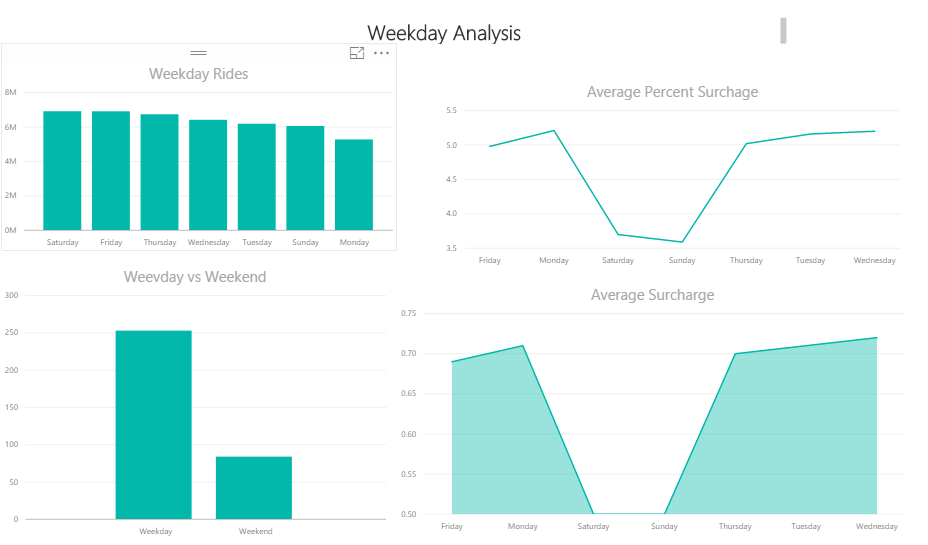 Weekday Analysis
Weekday Rides
8M
6M
4M
2M
0M
Saturday Friday Thursday Wednesday Tuesday Sunday Monday
Average Percent Surchage
5.5
5.0
4.5
4.0
3.5
Friday Monday Saturday Sunday Thursday Tuesday Wednesday
Weevday vs Weekend
300
250
200
150
100
50
0
Weekday Weekend
Average Surcharge
0.75
0.70
0.65
0.60
0.55
0.50
Friday Monday Saturday Sunday Thursday Tuesday Wednesday